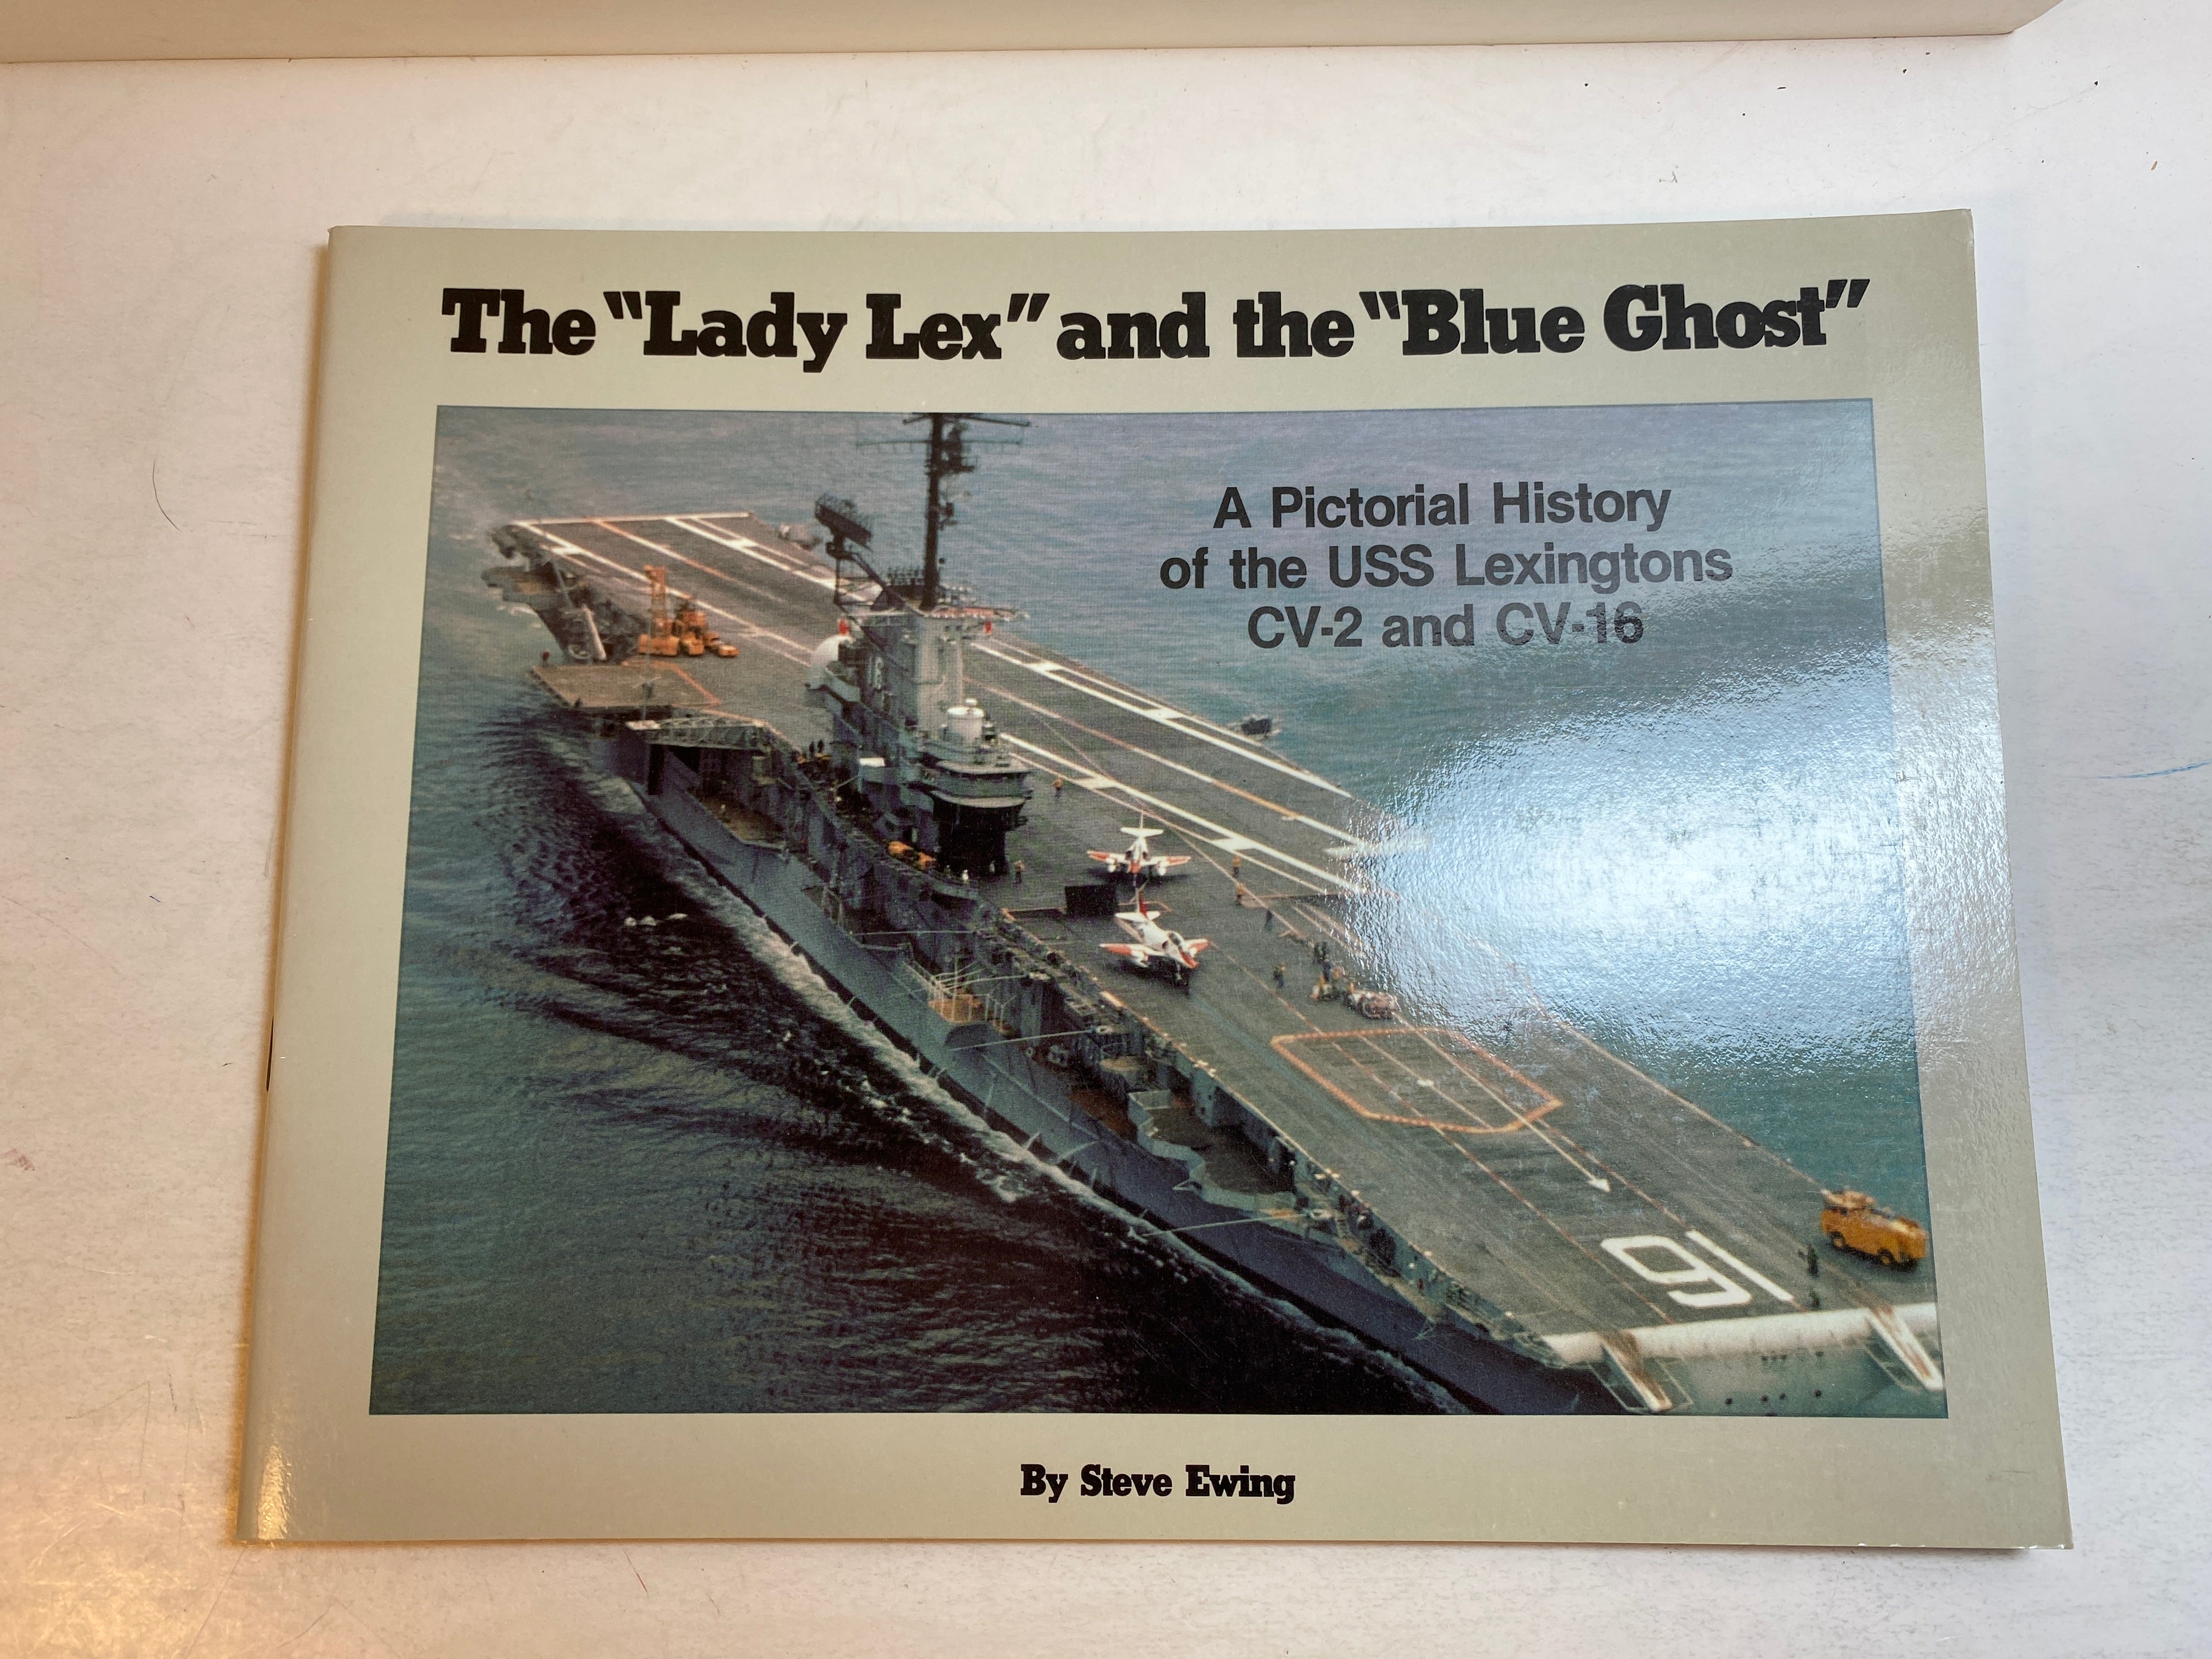 The "Lady Lex" and the "Blue Ghost"
A Pictorial History
of the USS Lexingtons
CV-2 and CV-16
16
16
By Steve Ewing